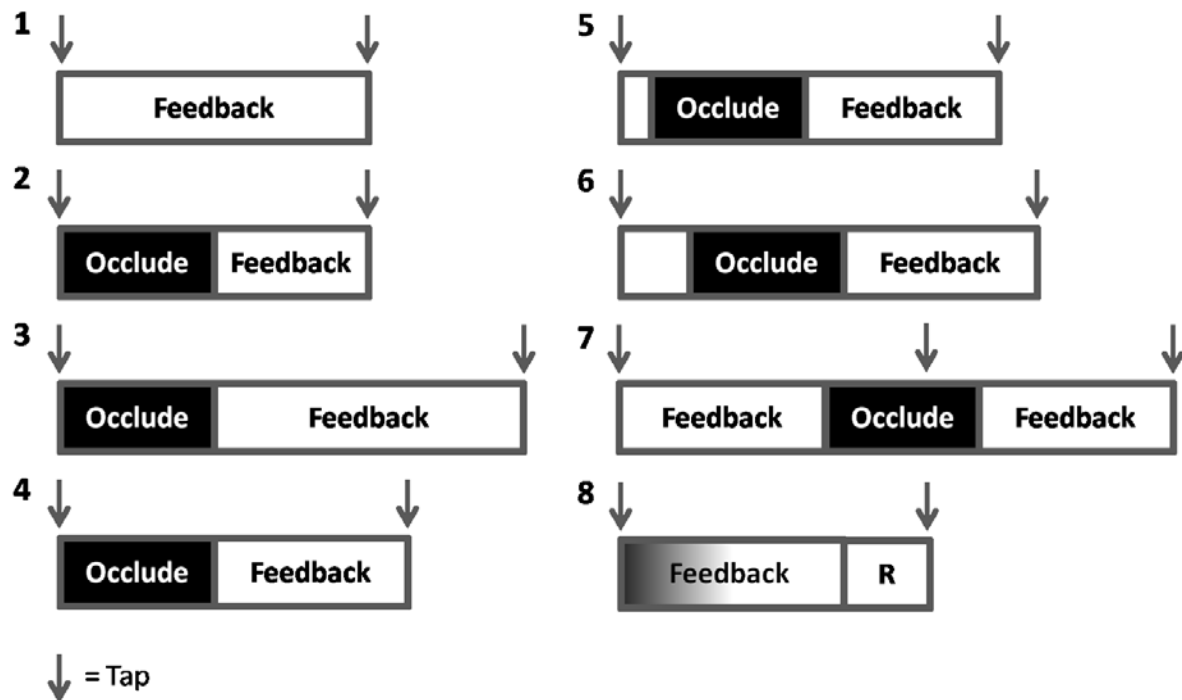 1
Feedback
2
Occlude Feedback
3
Occlude Feedback
4
Occlude Feedback
= Tap
5
Occlude Feedback
6
Occlude Feedback
7
Feedback Occlude Feedback
8
Feedback R